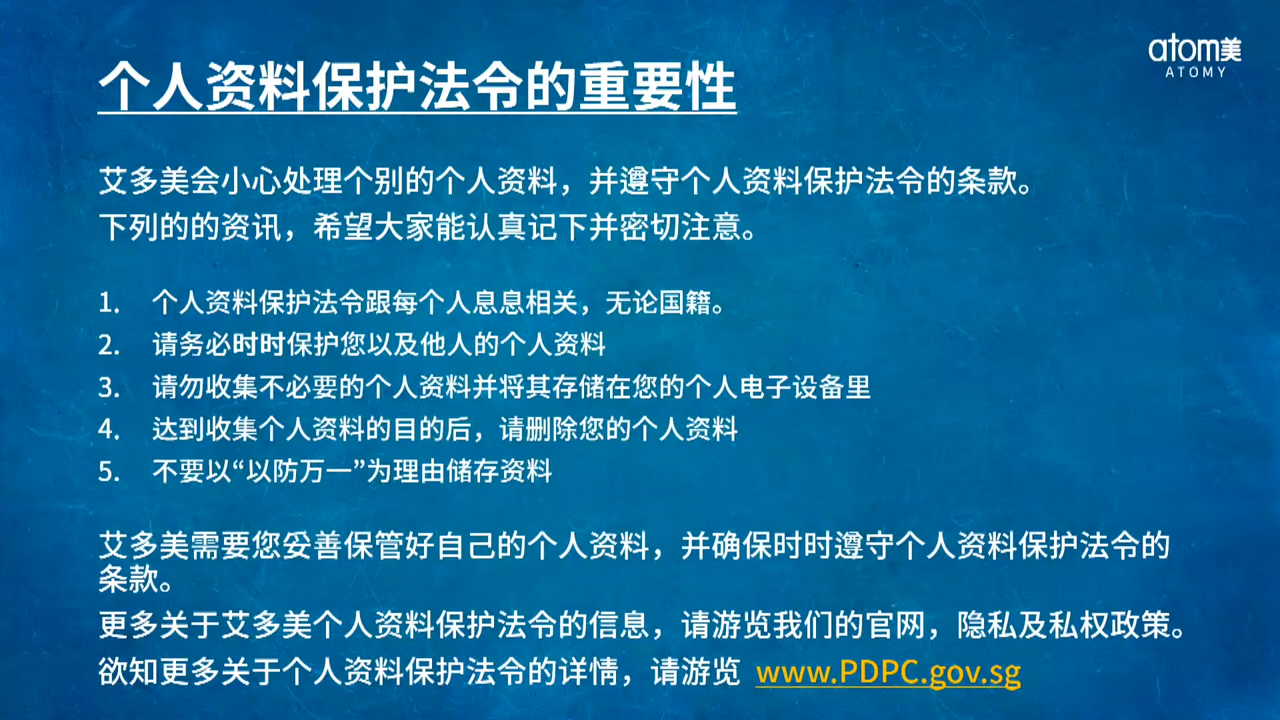 atom美
ATOMY
个人资料保护法令的重要性
艾多美会小心处理个别的个人资料，并遵守个人资料保护法令的条款。
下列的的资讯，希望大家能认真记下并密切注意。
1. 个人资料保护法令跟每个人息息相关，无论国籍。
2. 请务必时时保护您以及他人的个人资料
3. 请勿收集不必要的个人资料并将其存储在您的个人电子设备里
4. 达到收集个人资料的目的后，请删除您的个人资料
5. 不要以“以防万一”为理由储存资料
艾多美需要您妥善保管好自己的个人资料，并确保时时遵守个人资料保护法令的
条款。
更多关于艾多美个人资料保护法令的信息，请游览我们的官网，隐私及私权政策。
欲知更多关于个人资料保护法令的详情，请游览 www.PDPC.gov.sg